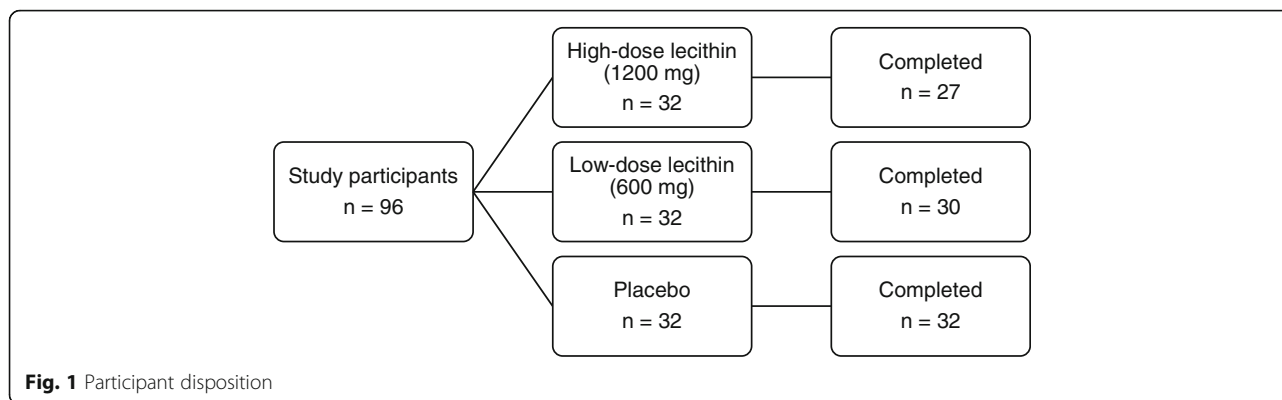 High-dose lecithin
(1200 mg)
n = 32
Completed
n = 27
Study participants
n = 96
Low-dose lecithin
(600 mg)
n = 32
Completed
n = 30
Placebo
n = 32
Completed
n = 32
Fig. 1 Participant disposition